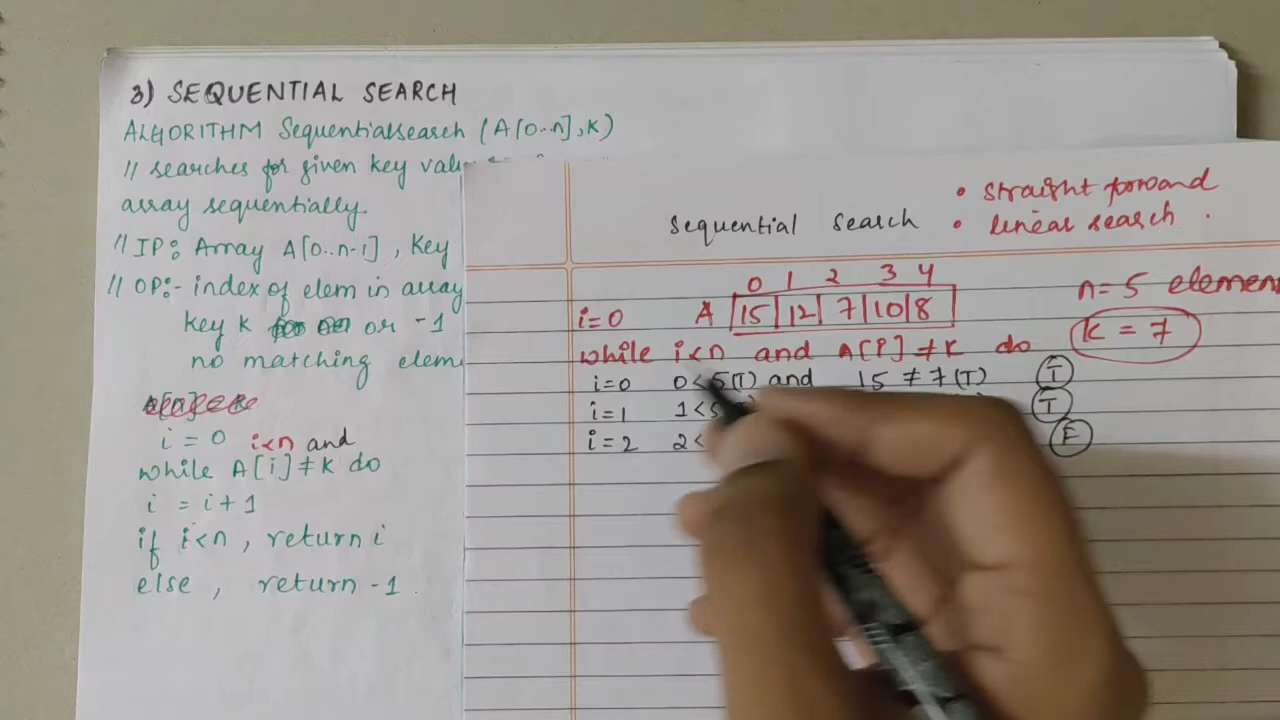 3) SEQUENTIAL SEARCH
ALGORITHM Sequentialsearch (A[0..n], K)
// searches for given key
array sequentially.
// IP: Array A[0..n-1], Key
// OP:- index of elem in array
key K or -1
no matching
i = 0 i<n and
while A[i] ≠ K do
i = i+1
if i<n, return i
else, return -1.
• straight forward
sequential search • linear search.
0 1 2 3 4
n=5
i=0 A 15 12 7 10 8
K = 7
while i<n and A[i] ≠ K do
i=0 0<5(T) and 15 ≠ 7(T) T
i=1 1<5 T
i=2 2< F